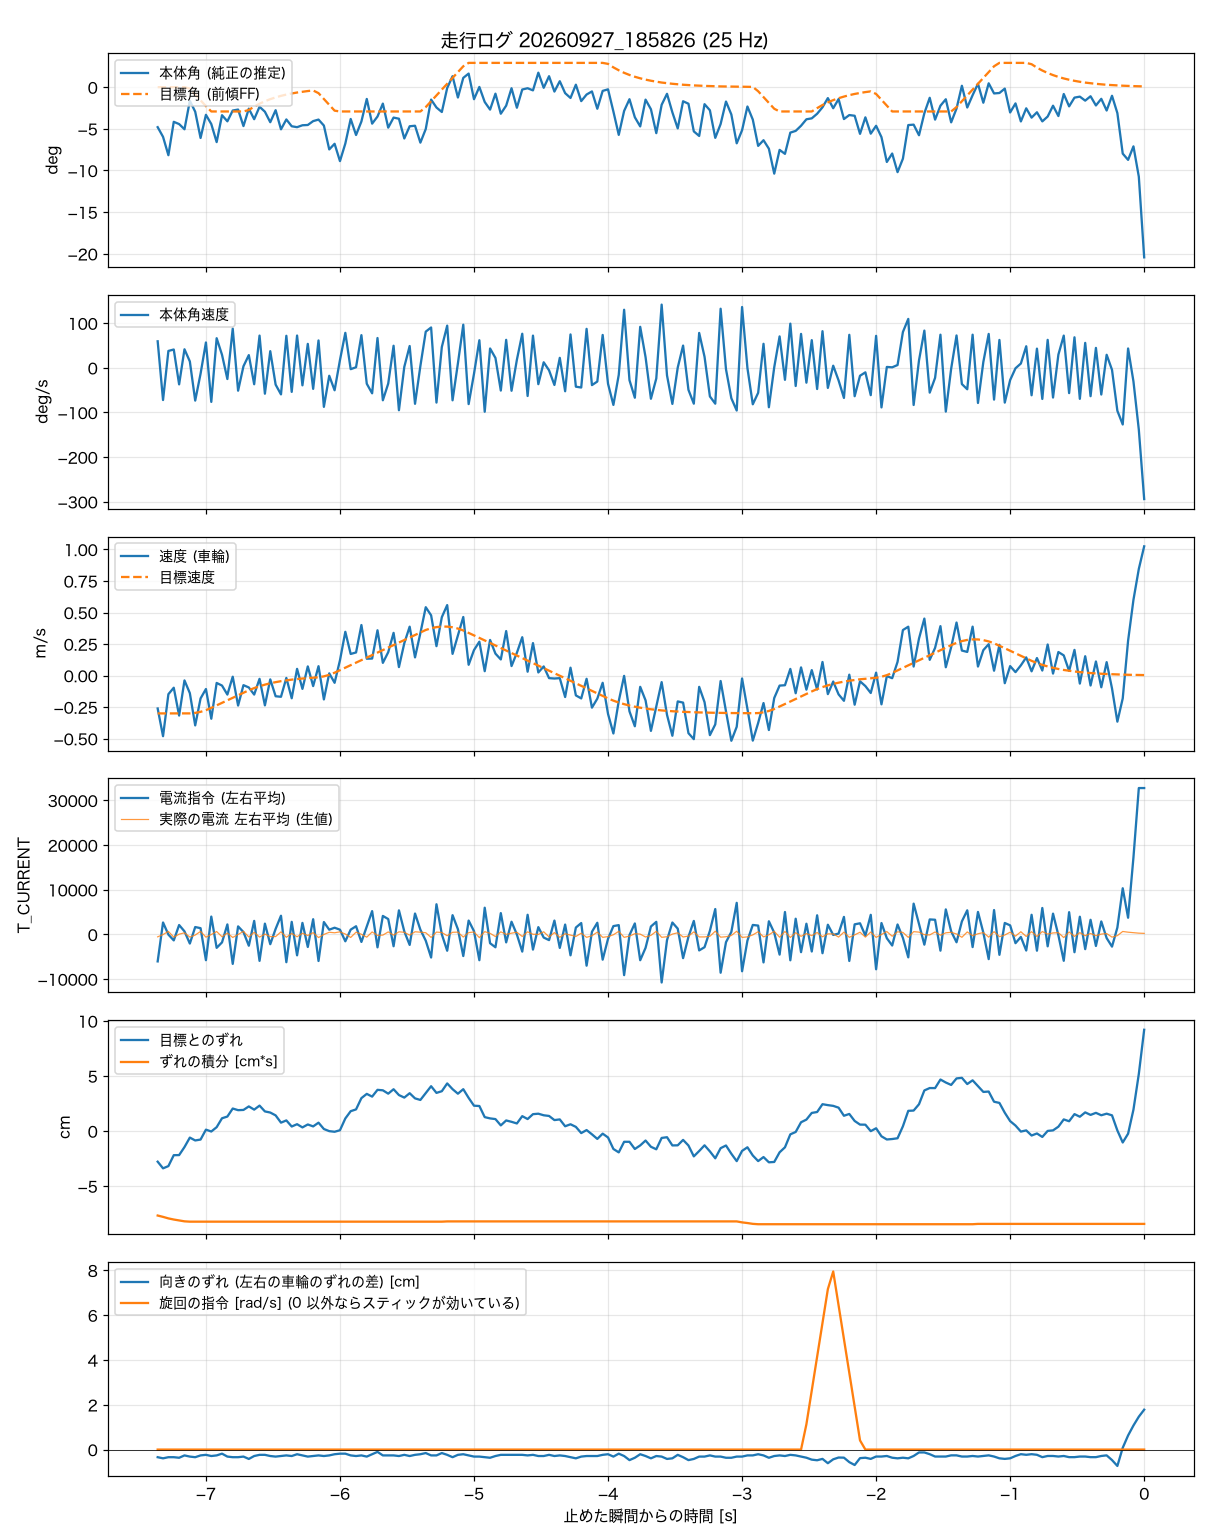 走行ログ 20260927_185826 (25 Hz)
本体角 (純正の推定)
目標角 (前傾FF)
deg
0
−5
−10
−15
−20
本体角速度
deg/s
100
0
−100
−200
−300
速度 (車輪)
目標速度
m/s
1.00
0.75
0.50
0.25
0.00
−0.25
−0.50
電流指令 (左右平均)
実際の電流 左右平均 (生値)
T_CURRENT
30000
20000
10000
0
−10000
目標とのずれ
ずれの積分 [cm*s]
cm
10
5
0
−5
向きのずれ (左右の車輪のずれの差) [cm]
旋回の指令 [rad/s] (0 以外ならスティックが効いている)
8
6
4
2
0
−7 −6 −5 −4 −3 −2 −1 0
止めた瞬間からの時間 [s]